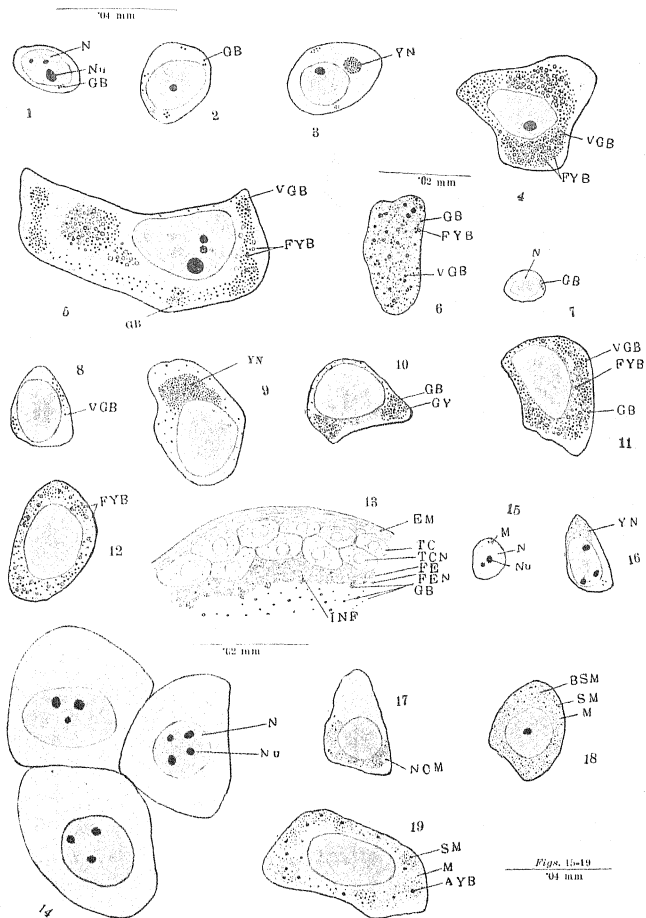 '04 mm
N
Nu
GB
1
GB
2
YN
3
VGB
FYB
4
VGB
FYB
GB
5
'02 mm
GB
FYB
VGB
6
N
GB
7
8
VGB
YN
9
10
GB
GY
VGB
FYB
GB
11
FYB
12
13
EM
TC
TCN
FE
FEN
GB
INF
15
M
N
Nu
YN
16
'02 mm
N
Nu
14
17
NCM
BSM
SM
M
18
19
SM
M
AYB
Figs. 15-19
'04 mm